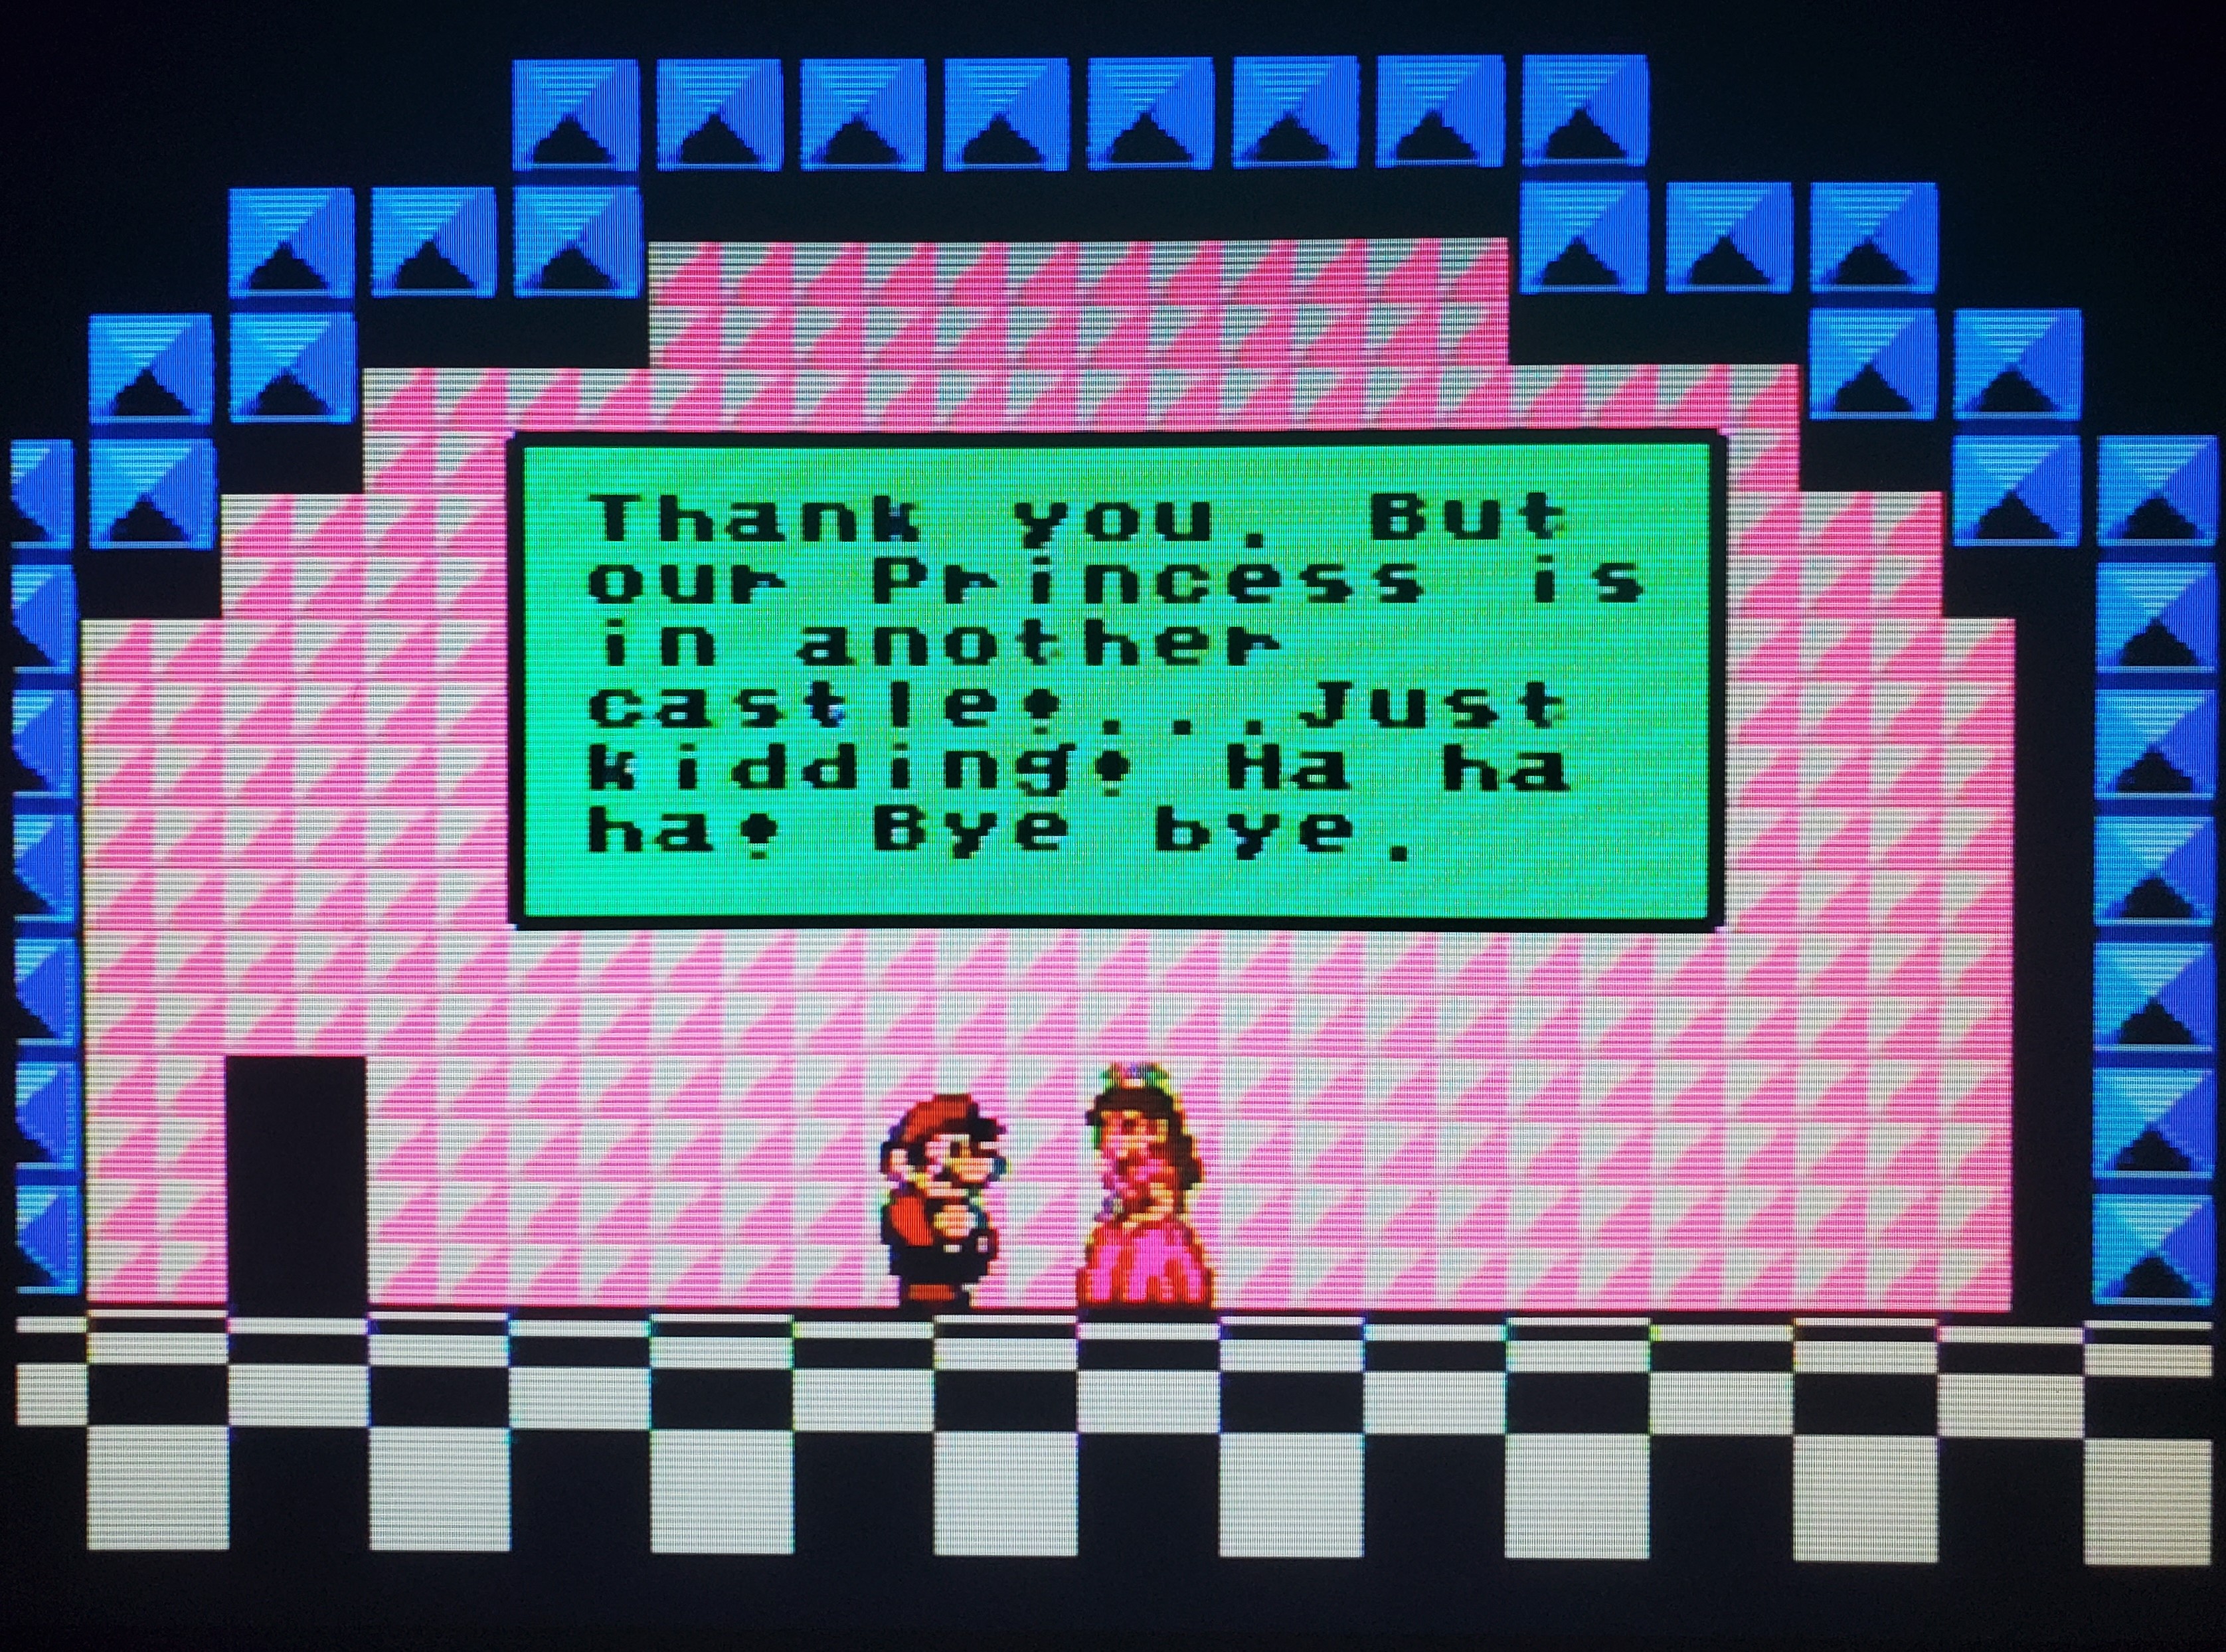 Thank you. But
our Princess is
in another
castle!...Just
kidding! Ha ha
ha! Bye bye.